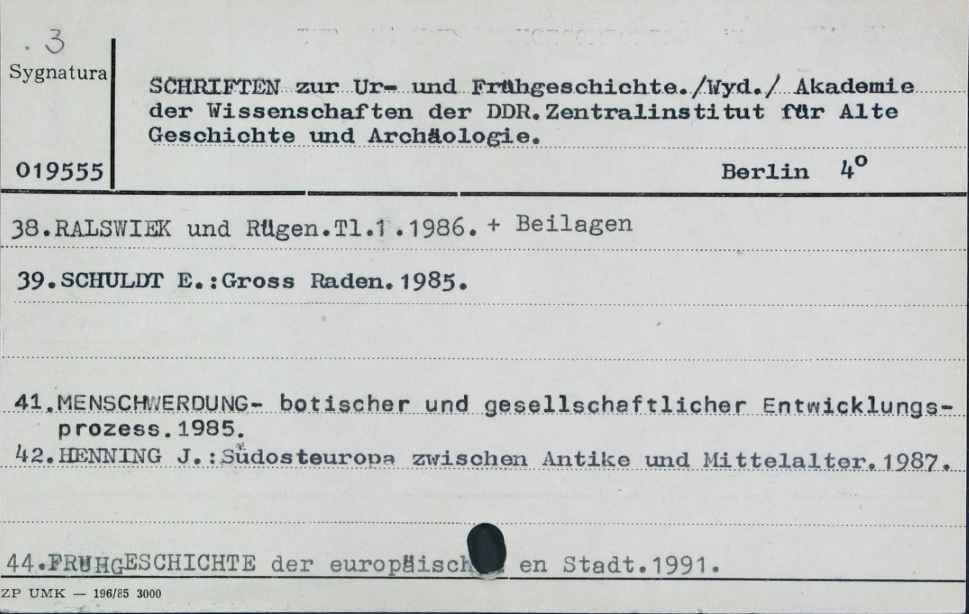 . 3
Sygnatura
SCHRIFTEN zur Ur- und Frühgeschichte./Wyd./ Akademie
der Wissenschaften der DDR.Zentralinstitut für Alte
Geschichte und Archäologie.
019555
Berlin 4º
38.RALSWIEK und Rügen.Tl.1.1986. + Beilagen
39.SCHULDT E.:Gross Raden.1985.
41.MENSCHWERDUNG- botischer und gesellschaftlicher Entwicklungs-
prozess.1985.
42.HENNING J.:Südosteuropa zwischen Antike und Mittelalter.1987.
44.FRÜHGESCHICHTE der europäisch en Stadt.1991.
ZP UMK — 196/85 3000